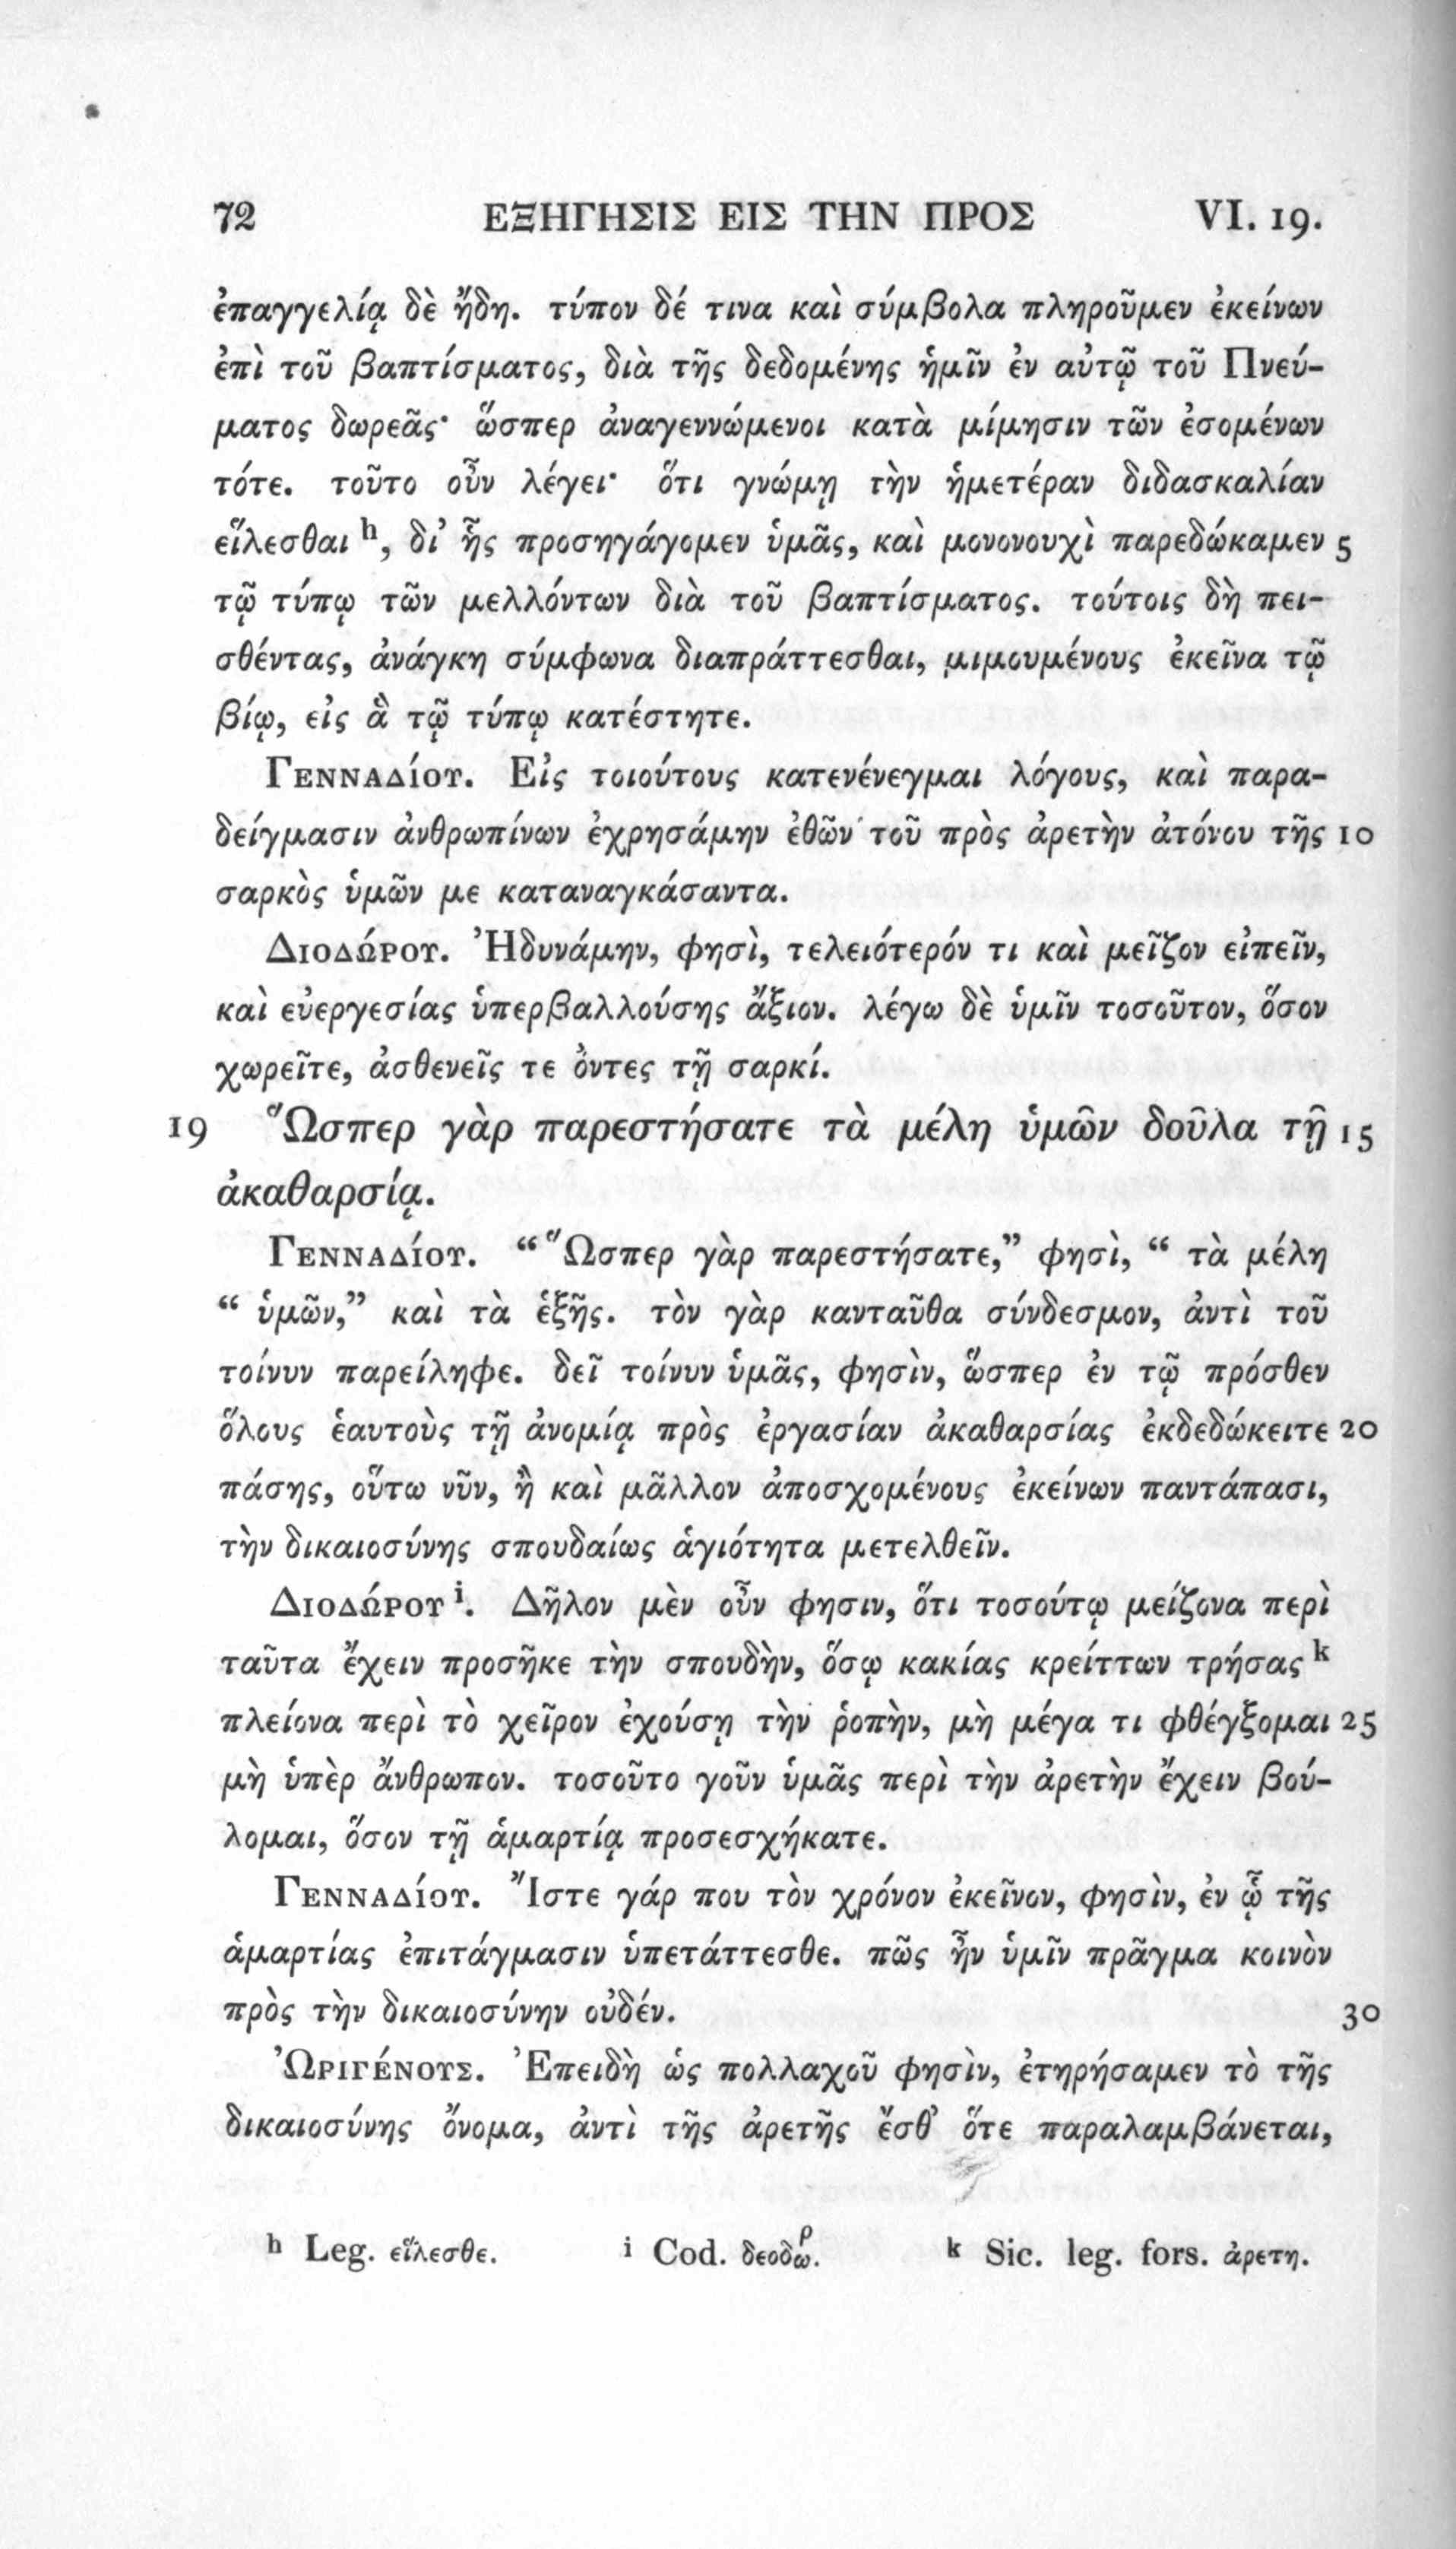 72 ΕΞΗΓΗΣΙΣ ΕΙΣ ΤΗΝ ΠΡΟΣ VI. 19.
ἐπαγγελίᾳ δὲ ἤδη. τύπον δέ τινα καὶ σύμβολα πληροῦμεν ἐκείνων
ἐπὶ τοῦ βαπτίσματος, διὰ τῆς δεδομένης ἡμῖν ἐν αὐτῷ τοῦ Πνεύ-
ματος δωρεᾶς· ὥσπερ ἀναγεννώμενοι κατὰ μίμησιν τῶν ἐσομένων
τότε. τοῦτο οὖν λέγει· ὅτι γνώμῃ τὴν ἡμετέραν διδασκαλίαν
εἵλεσθαι h, δι’ ἧς προσηγάγομεν ὑμᾶς, καὶ μονονουχὶ παρεδώκαμεν 5
τῷ τύπῳ τῶν μελλόντων διὰ τοῦ βαπτίσματος. τούτοις δὴ πει-
σθέντας, ἀνάγκη σύμφωνα διαπράττεσθαι, μιμουμένους ἐκεῖνα τῷ
βίῳ, εἰς ἃ τῷ τύπῳ κατέστητε.
Γενναδίου. Εἰς τοιούτους κατενένεγμαι λόγους, καὶ παρα-
δείγμασιν ἀνθρωπίνων ἐχρησάμην ἐθῶν τοῦ πρὸς ἀρετὴν ἀτόνου τῆς 10
σαρκὸς ὑμῶν με καταναγκάσαντα.
Διοδώρου. Ἠδυνάμην, φησὶ, τελειότερόν τι καὶ μεῖζον εἰπεῖν,
καὶ εὐεργεσίας ὑπερβαλλούσης ἄξιον. λέγω δὲ ὑμῖν τοσοῦτον, ὅσον
χωρεῖτε, ἀσθενεῖς τε ὄντες τῇ σαρκί.
19 Ὥσπερ γὰρ παρεστήσατε τὰ μέλη ὑμῶν δοῦλα τῇ 15
ἀκαθαρσίᾳ.
Γενναδίου. “ Ὥσπερ γὰρ παρεστήσατε,” φησὶ, “ τὰ μέλη
“ ὑμῶν,” καὶ τὰ ἑξῆς. τὸν γὰρ κανταῦθα σύνδεσμον, ἀντὶ τοῦ
τοίνυν παρείληφε. δεῖ τοίνυν ὑμᾶς, φησὶν, ὥσπερ ἐν τῷ πρόσθεν
ὅλους ἑαυτοὺς τῇ ἀνομίᾳ πρὸς ἐργασίαν ἀκαθαρσίας ἐκδεδώκειτε 20
πάσης, οὕτω νῦν, ἢ καὶ μᾶλλον ἀποσχομένους ἐκείνων παντάπασι,
τὴν δικαιοσύνης σπουδαίως ἁγιότητα μετελθεῖν.
Διοδώρου i. Δῆλον μὲν οὖν φησιν, ὅτι τοσούτῳ μείζονα περὶ
ταῦτα ἔχειν προσῆκε τὴν σπουδὴν, ὅσῳ κακίας κρείττων τρήσας k
πλείονα περὶ τὸ χεῖρον ἐχούσῃ τὴν ῥοπὴν, μὴ μέγα τι φθέγξομαι 25
μὴ ὑπὲρ ἄνθρωπον. τοσοῦτο γοῦν ὑμᾶς περὶ τὴν ἀρετὴν ἔχειν βού-
λομαι, ὅσον τῇ ἁμαρτίᾳ προσεσχήκατε.
Γενναδίου. Ἴστε γάρ που τὸν χρόνον ἐκεῖνον, φησὶν, ἐν ᾧ τῆς
ἁμαρτίας ἐπιτάγμασιν ὑπετάττεσθε. πῶς ἦν ὑμῖν πρᾶγμα κοινὸν
πρὸς τὴν δικαιοσύνην οὐδέν. 30
Ὠριγένους. Ἐπειδὴ ὡς πολλαχοῦ φησὶν, ἐτηρήσαμεν τὸ τῆς
δικαιοσύνης ὄνομα, ἀντὶ τῆς ἀρετῆς ἔσθ’ ὅτε παραλαμβάνεται,
h Leg. εἵλεσθε. i Cod. δεοδωρ. k Sic. leg. fors. ἀρετη.